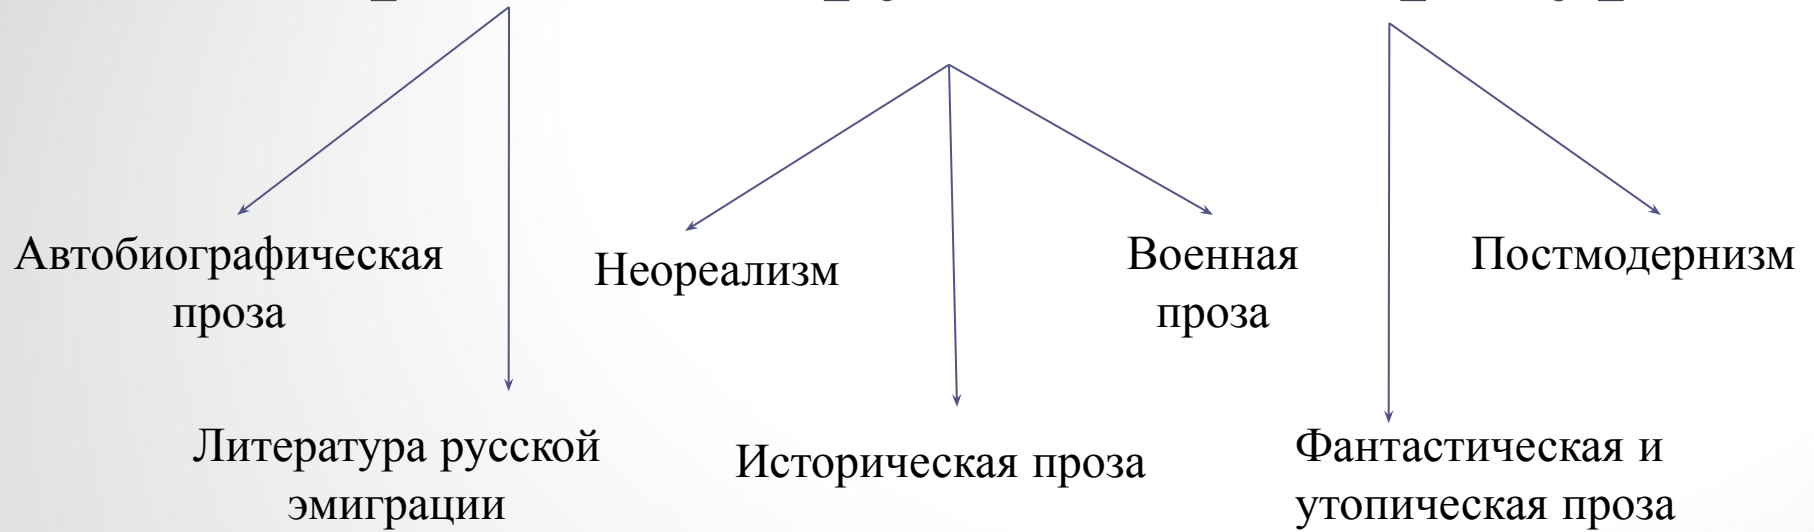 Автобиографическая
проза
Неореализм
Военная
проза
Постмодернизм
Литература русской
эмиграции
Историческая проза
Фантастическая и
утопическая проза